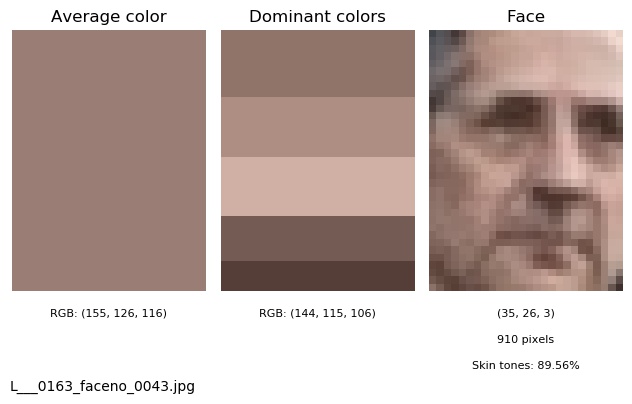 Average color
Dominant colors
Face
RGB: (155, 126, 116)
RGB: (144, 115, 106)
(35, 26, 3)
910 pixels
Skin tones: 89.56%
L___0163_faceno_0043.jpg